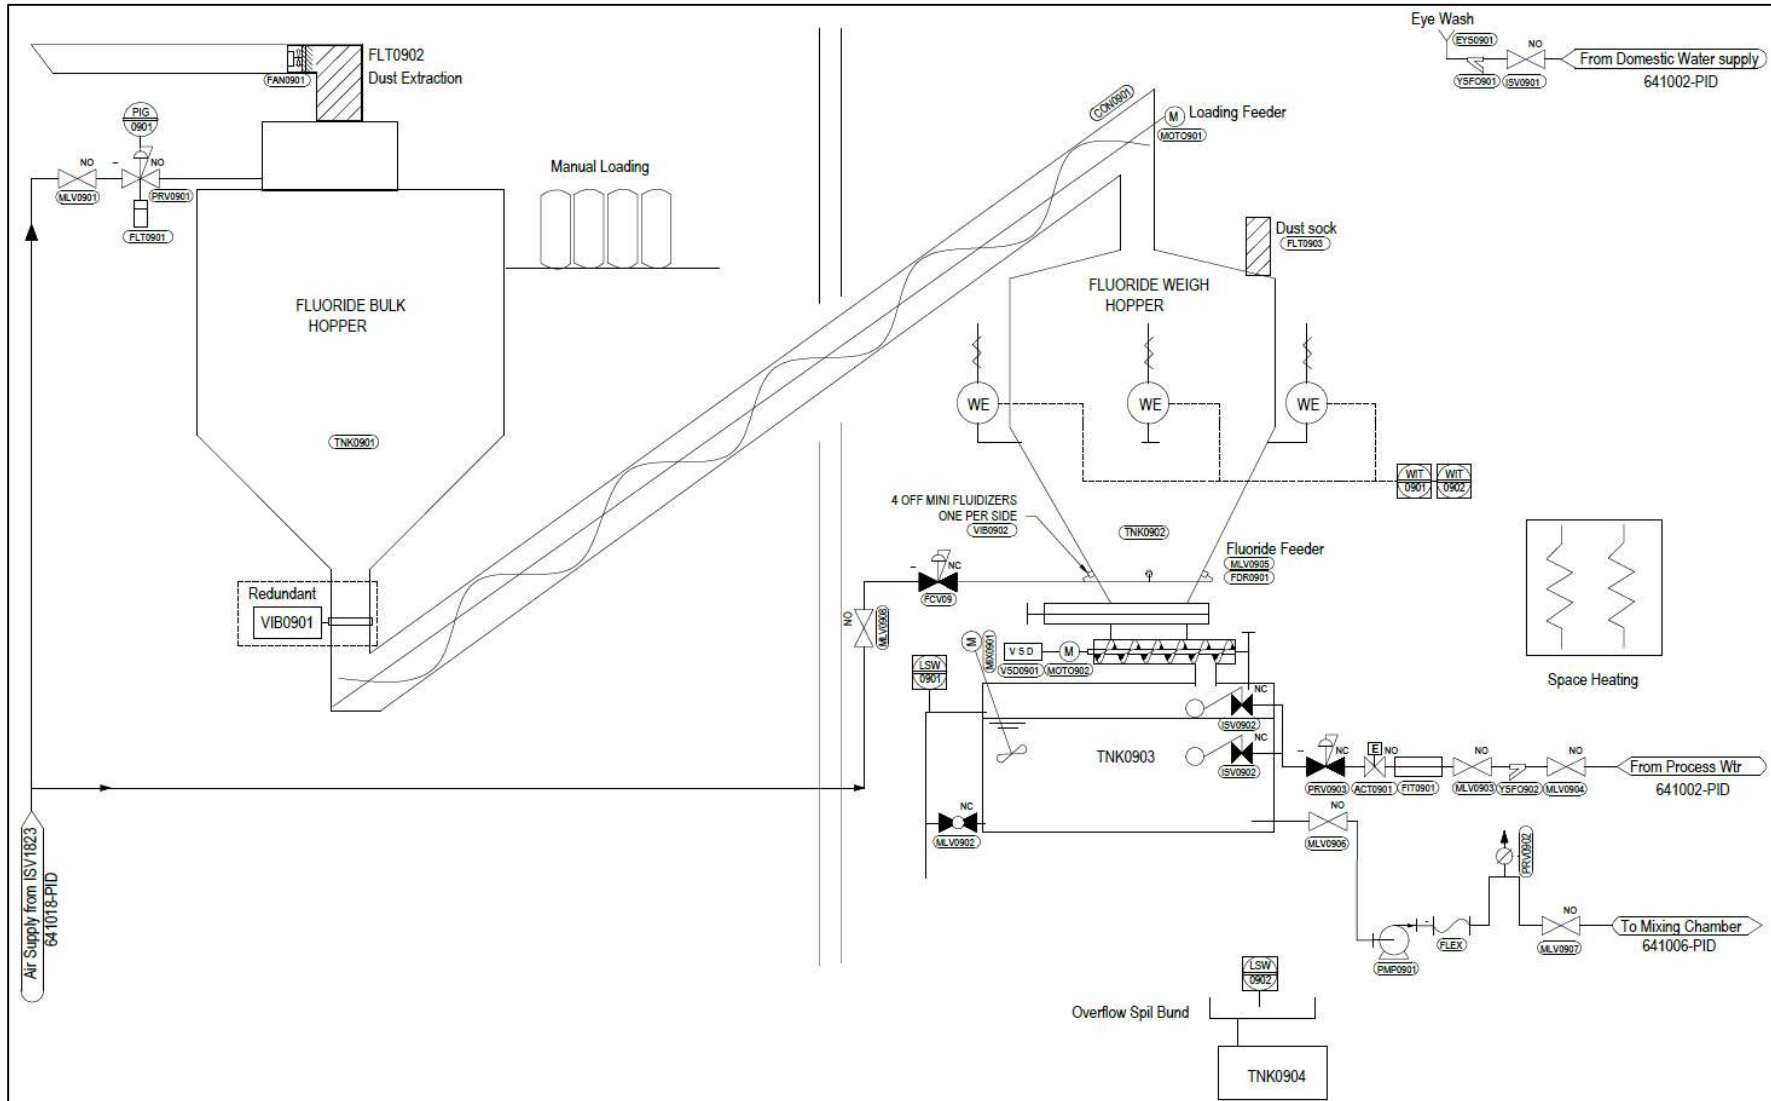 Eye Wash
EYS0901
NO
YSFO901
ISV0901
From Domestic Water supply
641002-PID
FLT0902
Dust Extraction
FAN0901
PIG
0901
NO
NO
MLV0901
PRV0901
FLT0901
Manual Loading
CON0901
M
Loading Feeder
MOTO901
Dust sock
FLT0903
FLUORIDE BULK
HOPPER
TNK0901
FLUORIDE WEIGH
HOPPER
WE
WE
WE
WIT
0901
WIT
0902
4 OFF MINI FLUIDIZERS
ONE PER SIDE
VIB0902
TNK0902
Fluoride Feeder
MLV0905
FDR0901
Redundant
VIB0901
NC
FCV09
NO
MLV0908
M
MIX0901
VSD
VSD0901
M
MOTO902
LSW
0901
NC
ISV0902
NC
ISV0902
TNK0903
NC
MLV0902
NC
PRV0903
E
NO
ACT0901
FIT0901
NO
MLV0903
YSFO902
NO
MLV0904
From Process Wtr
641002-PID
Space Heating
NO
MLV0906
PMP0901
FLEX
PRV0902
NO
MLV0907
To Mixing Chamber
641006-PID
Air Supply from ISV1823
641018-PID
LSW
0902
Overflow Spil Bund
TNK0904